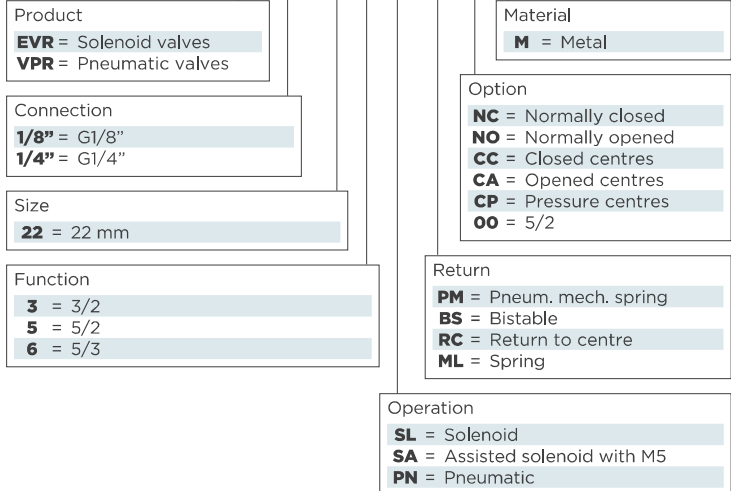 Product
EVR = Solenoid valves
VPR = Pneumatic valves
Connection
1/8” = G1/8”
1/4” = G1/4”
Size
22 = 22 mm
Function
3 = 3/2
5 = 5/2
6 = 5/3
Material
M = Metal
Option
NC = Normally closed
NO = Normally opened
CC = Closed centres
CA = Opened centres
CP = Pressure centres
00 = 5/2
Return
PM = Pneum. mech. spring
BS = Bistable
RC = Return to centre
ML = Spring
Operation
SL = Solenoid
SA = Assisted solenoid with M5
PN = Pneumatic